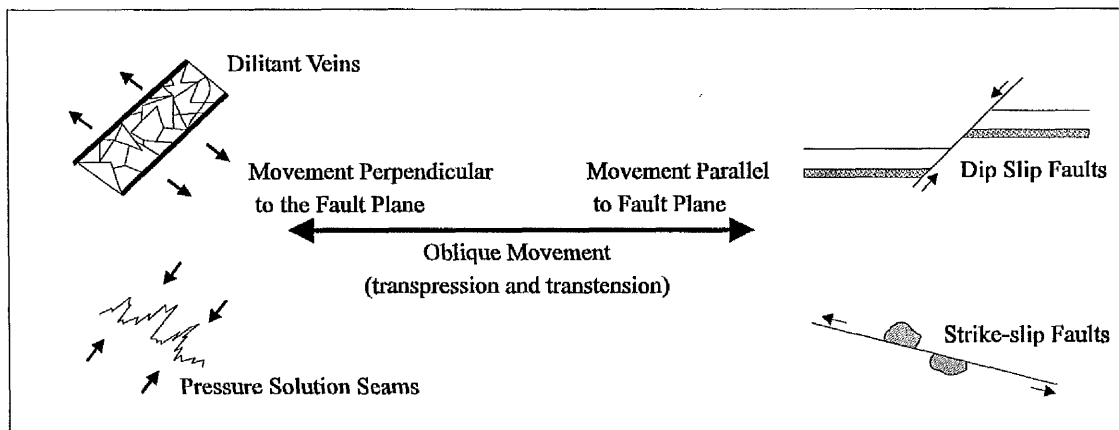 Dilitant Veins
Movement Perpendicular
to the Fault Plane
Movement Parallel
to Fault Plane
Dip Slip Faults
Oblique Movement
(transpression and transtension)
Strike-slip Faults
Pressure Solution Seams